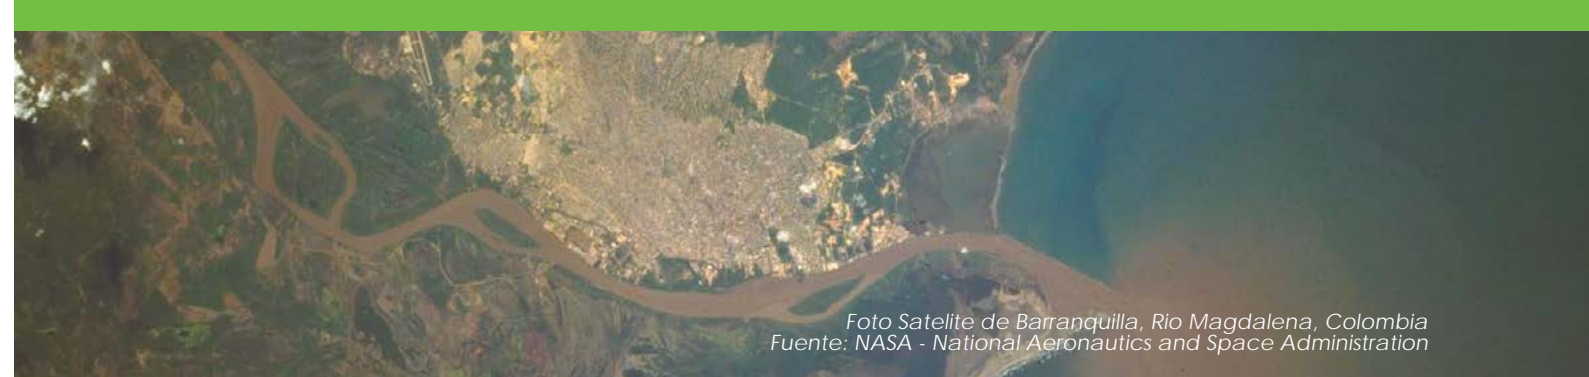 Foto Satelite de Barranquilla, Rio Magdalena, Colombia
Fuente: NASA - National Aeronautics and Space Administration